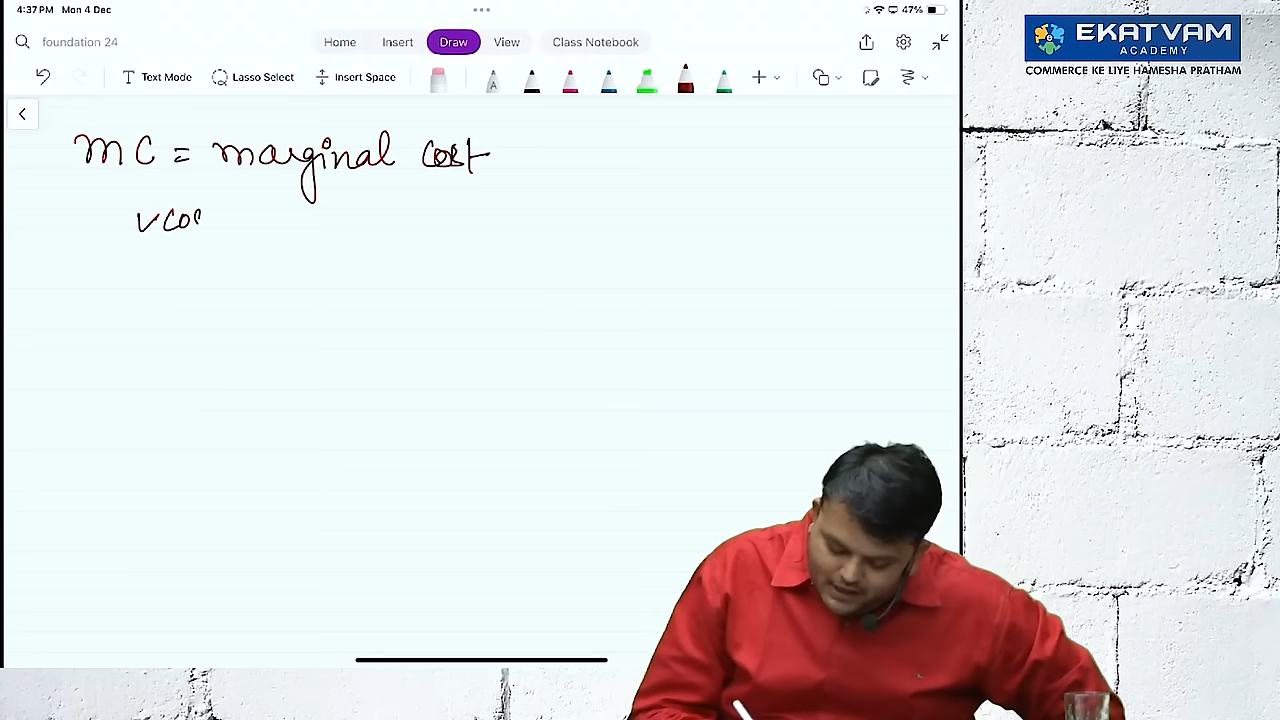 4:37 PM Mon 4 Dec
47%
foundation 24
Home Insert Draw View Class Notebook
Text Mode Lasso Select Insert Space
EKATVAM
ACADEMY
COMMERCE KE LIYE HAMESHA PRATHAM
MC = marginal cost